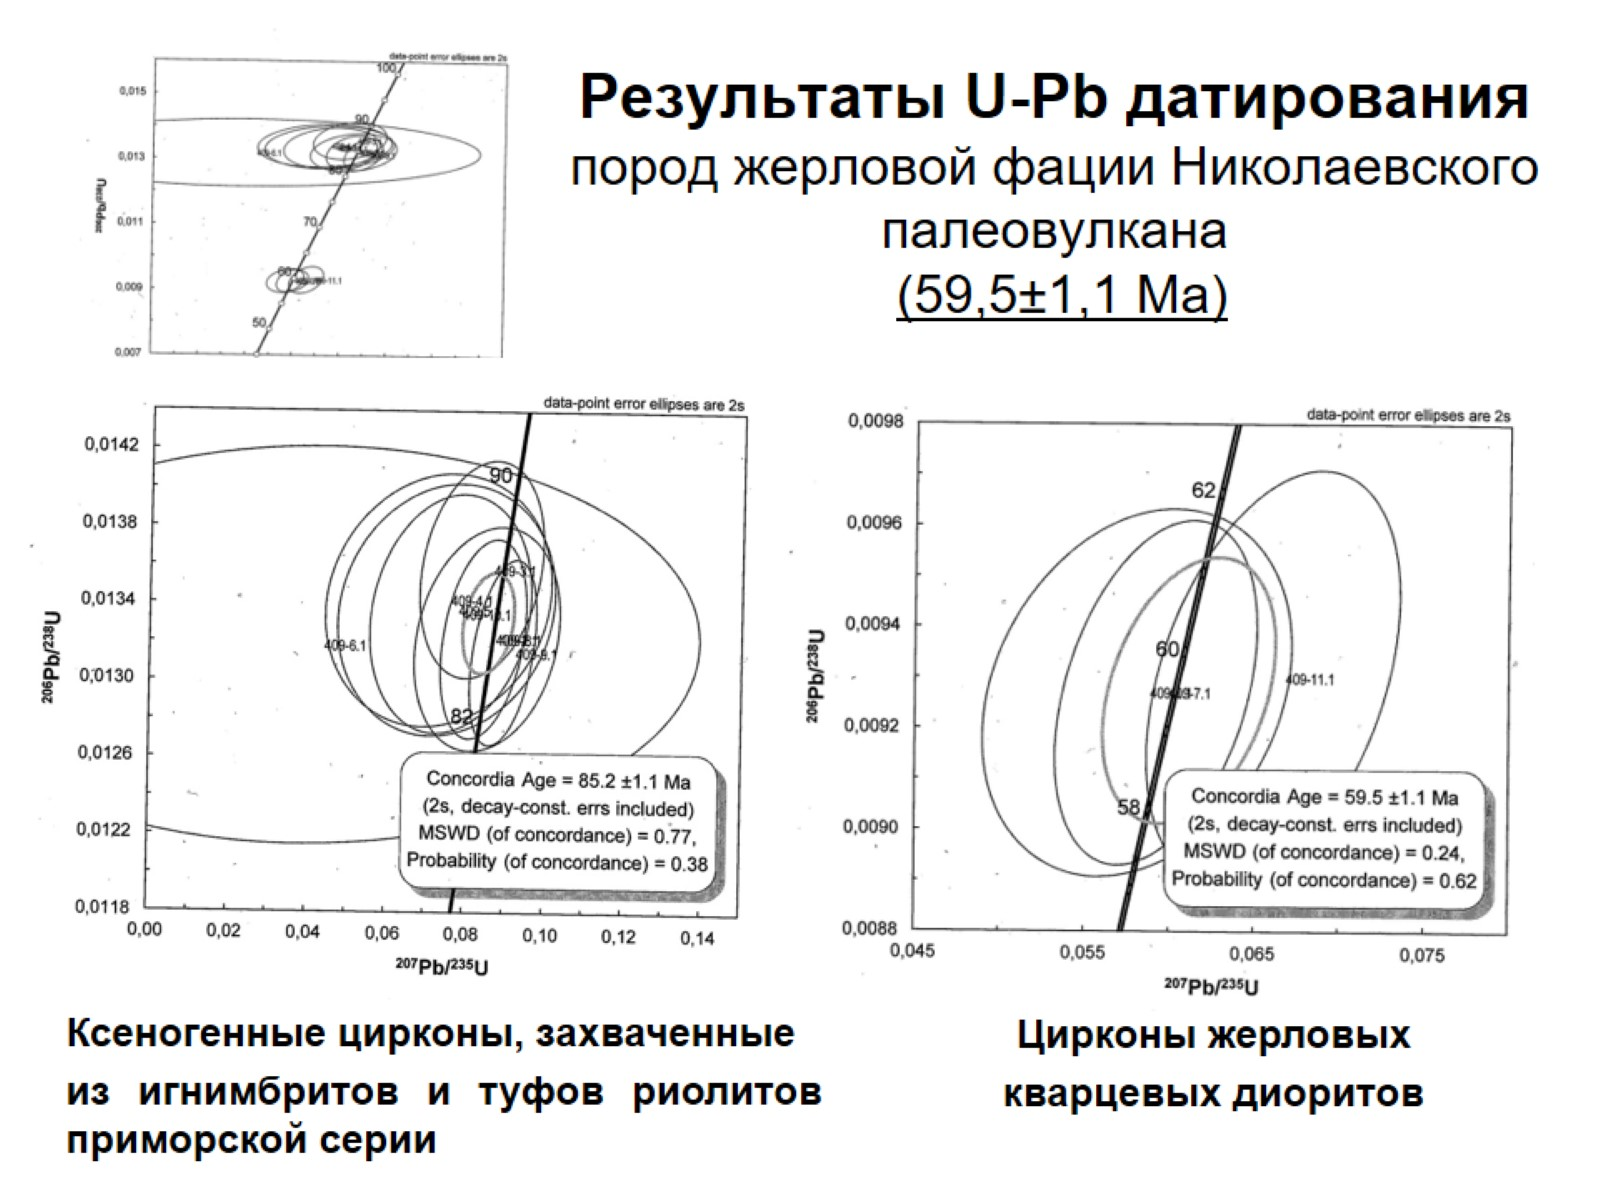 data-point error ellipses are 2s
100
0,015
90
0,013
409-6.1
70
0,011
60
0,009
50
0,007
Результаты U-Pb датирования
пород жерловой фации Николаевского
палеовулкана
(59,5±1,1 Ma)
data-point error ellipses are 2s
0,0142
90
0,0138
409-3.1
0,0134
409-4.1
409-6.1
409-9.1
0,0130
82
0,0126
0,0122
0,0118
206Pb/238U
Concordia Age = 85.2 ±1.1 Ma
(2s, decay-const. errs included)
MSWD (of concordance) = 0.77,
Probability (of concordance) = 0.38
0,00 0,02 0,04 0,06 0,08 0,10 0,12 0,14
207Pb/235U
data-point error ellipses are 2s
0,0098
62
0,0096
0,0094
60
409-11.1
0,0092
58
0,0090
0,0088
206Pb/238U
Concordia Age = 59.5 ±1.1 Ma
(2s, decay-const. errs included)
MSWD (of concordance) = 0.24,
Probability (of concordance) = 0.62
0,045 0,055 0,065 0,075
207Pb/235U
Ксеногенные цирконы, захваченные
из игнимбритов и туфов риолитов
приморской серии
Цирконы жерловых
кварцевых диоритов